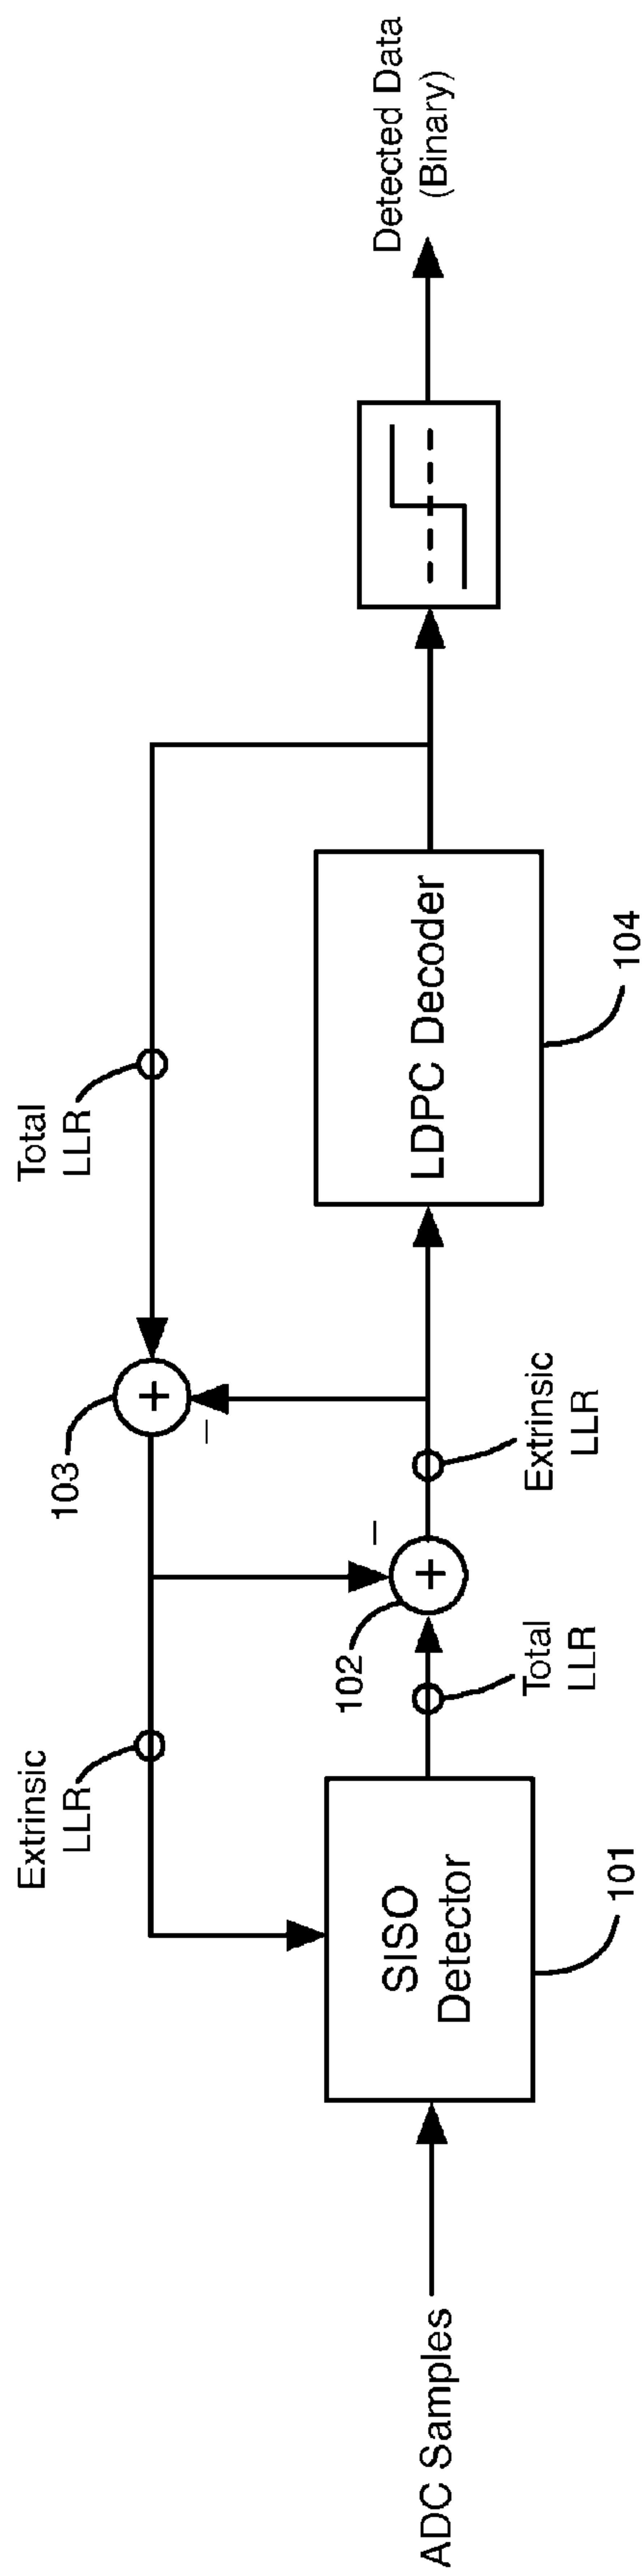 ADC Samples
SISO
Detector
101
Extrinsic
LLR
Total
LLR
102
+
–
103
+
–
Extrinsic
LLR
Total
LLR
LDPC Decoder
104
Detected Data
(Binary)